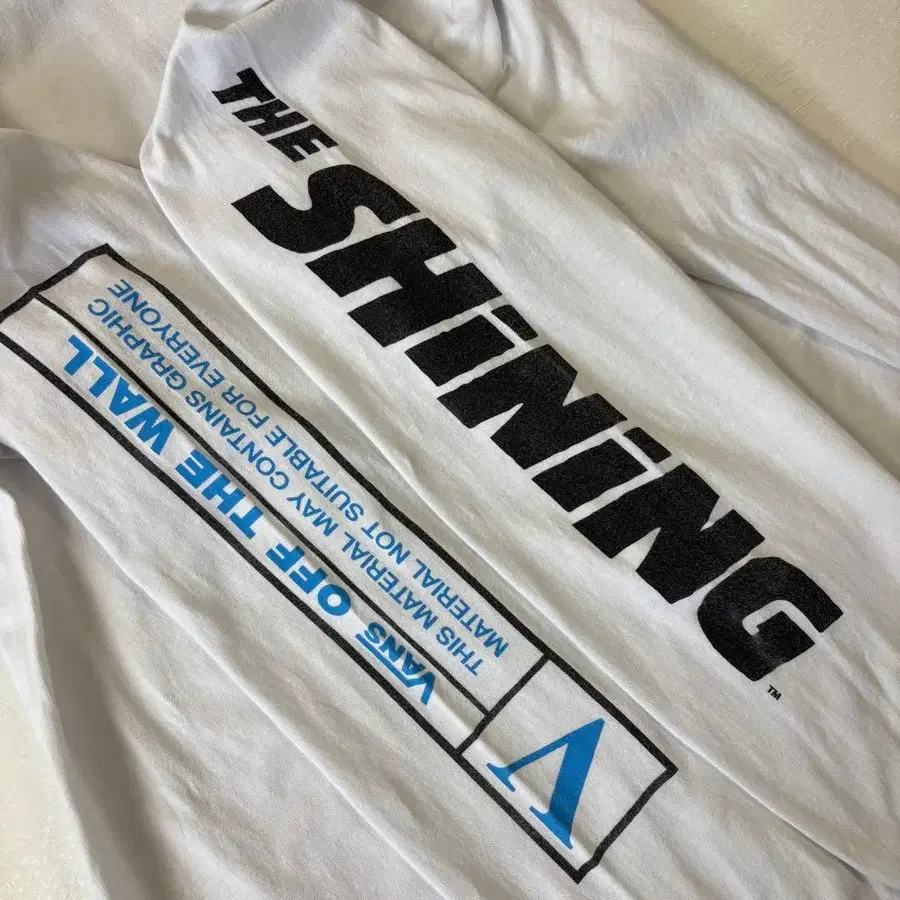 THE
SHiNiNG
™
VANS OFF THE WALL
THIS MATERIAL MAY CONTAINS GRAPHIC
MATERIAL NOT SUITABLE FOR EVERYONE
V